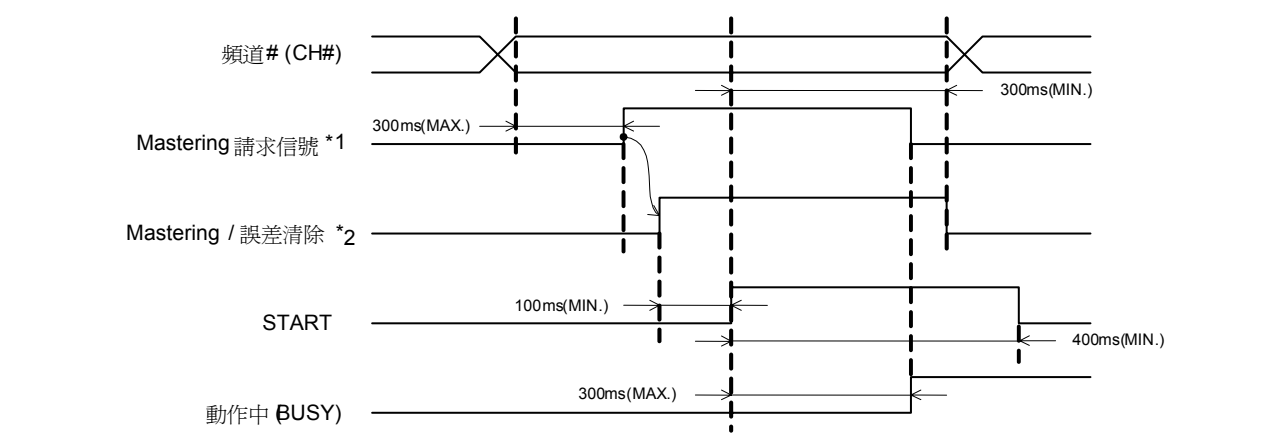 頻道# (CH#)
300ms(MIN.)
300ms(MAX.)
Mastering 請求信號 *1
Mastering / 誤差清除 *2
100ms(MIN.)
START
400ms(MIN.)
300ms(MAX.)
動作中 (BUSY)